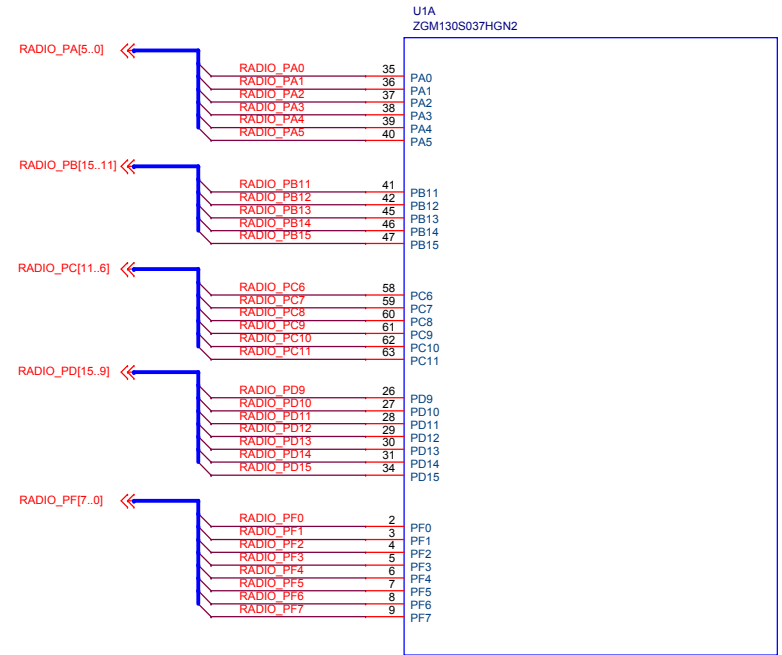 U1A
ZGM130S037HGN2
RADIO_PA[5..0]
RADIO_PA0 35 PA0
RADIO_PA1 36 PA1
RADIO_PA2 37 PA2
RADIO_PA3 38 PA3
RADIO_PA4 39 PA4
RADIO_PA5 40 PA5
RADIO_PB[15..11]
RADIO_PB11 41 PB11
RADIO_PB12 42 PB12
RADIO_PB13 45 PB13
RADIO_PB14 46 PB14
RADIO_PB15 47 PB15
RADIO_PC[11..6]
RADIO_PC6 58 PC6
RADIO_PC7 59 PC7
RADIO_PC8 60 PC8
RADIO_PC9 61 PC9
RADIO_PC10 62 PC10
RADIO_PC11 63 PC11
RADIO_PD[15..9]
RADIO_PD9 26 PD9
RADIO_PD10 27 PD10
RADIO_PD11 28 PD11
RADIO_PD12 29 PD12
RADIO_PD13 30 PD13
RADIO_PD14 31 PD14
RADIO_PD15 34 PD15
RADIO_PF[7..0]
RADIO_PF0 2 PF0
RADIO_PF1 3 PF1
RADIO_PF2 4 PF2
RADIO_PF3 5 PF3
RADIO_PF4 6 PF4
RADIO_PF5 7 PF5
RADIO_PF6 8 PF6
RADIO_PF7 9 PF7